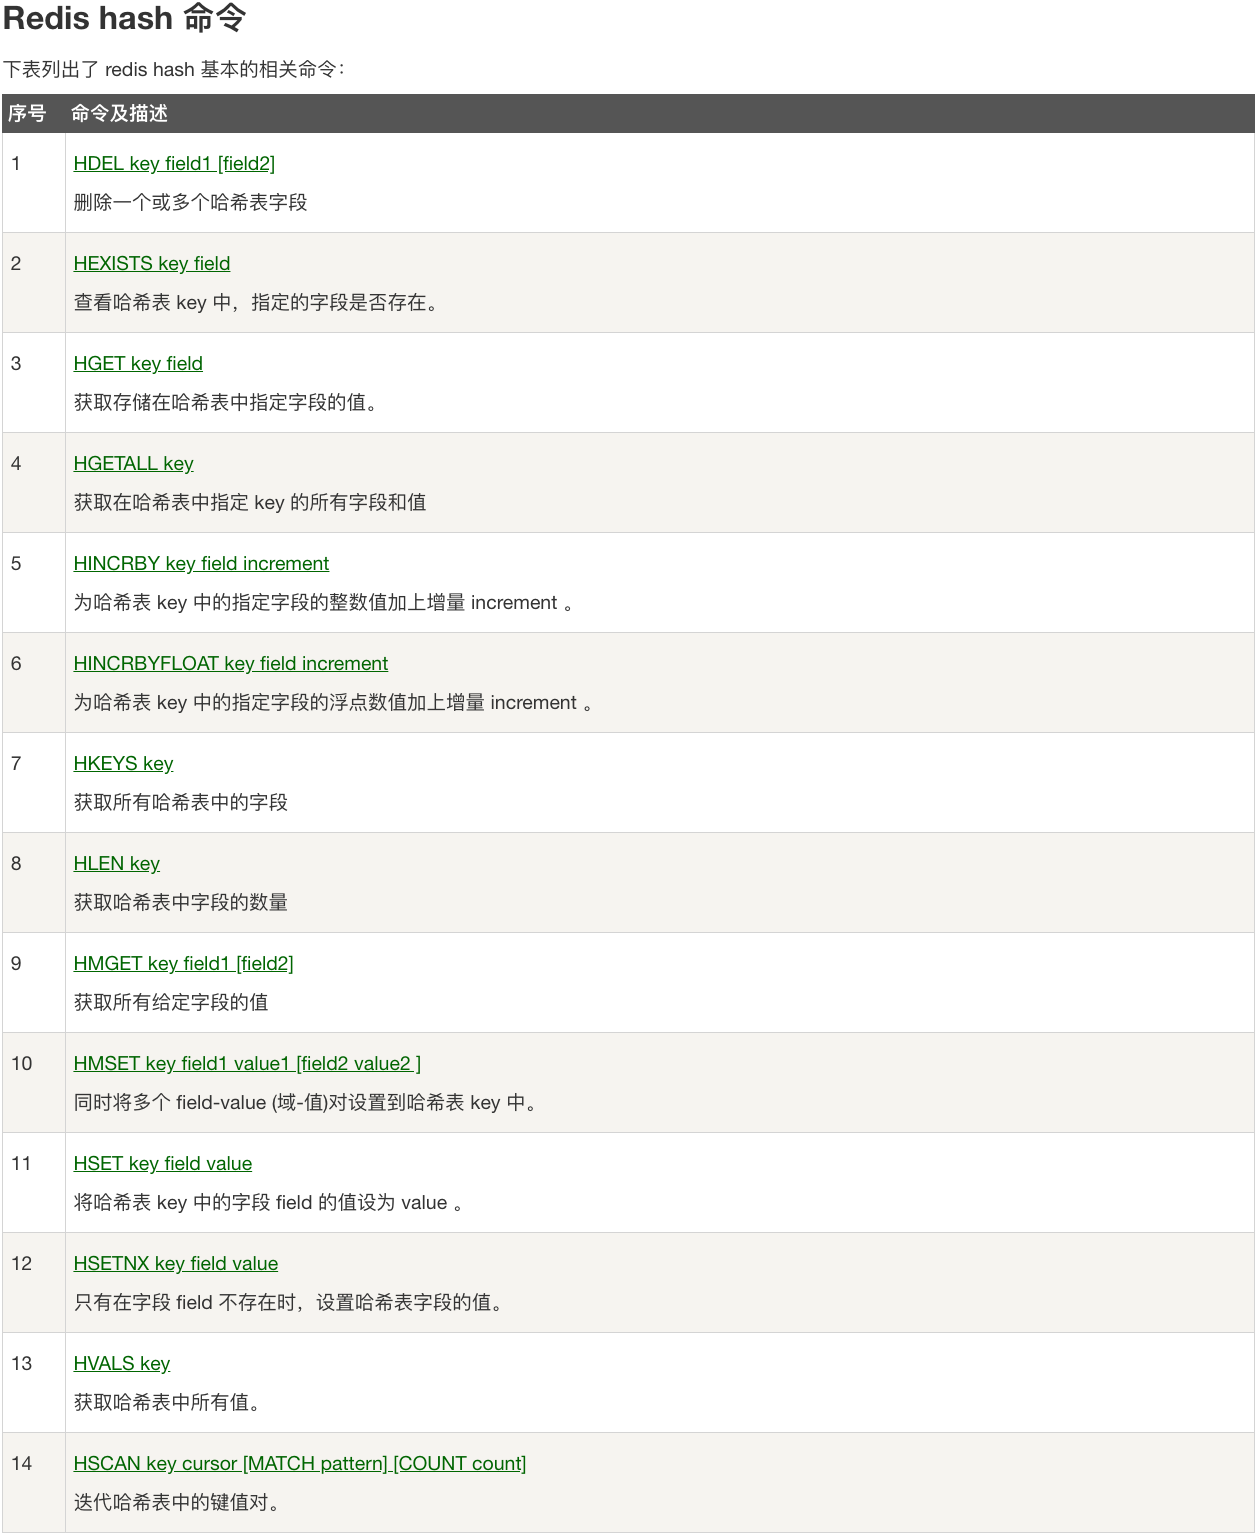 Redis hash 命令
下表列出了 redis hash 基本的相关命令：
序号 命令及描述
1 HDEL key field1 [field2]
删除一个或多个哈希表字段
2 HEXISTS key field
查看哈希表 key 中，指定的字段是否存在。
3 HGET key field
获取存储在哈希表中指定字段的值。
4 HGETALL key
获取在哈希表中指定 key 的所有字段和值
5 HINCRBY key field increment
为哈希表 key 中的指定字段的整数值加上增量 increment 。
6 HINCRBYFLOAT key field increment
为哈希表 key 中的指定字段的浮点数值加上增量 increment 。
7 HKEYS key
获取所有哈希表中的字段
8 HLEN key
获取哈希表中字段的数量
9 HMGET key field1 [field2]
获取所有给定字段的值
10 HMSET key field1 value1 [field2 value2 ]
同时将多个 field-value (域-值)对设置到哈希表 key 中。
11 HSET key field value
将哈希表 key 中的字段 field 的值设为 value 。
12 HSETNX key field value
只有在字段 field 不存在时，设置哈希表字段的值。
13 HVALS key
获取哈希表中所有值。
14 HSCAN key cursor [MATCH pattern] [COUNT count]
迭代哈希表中的键值对。